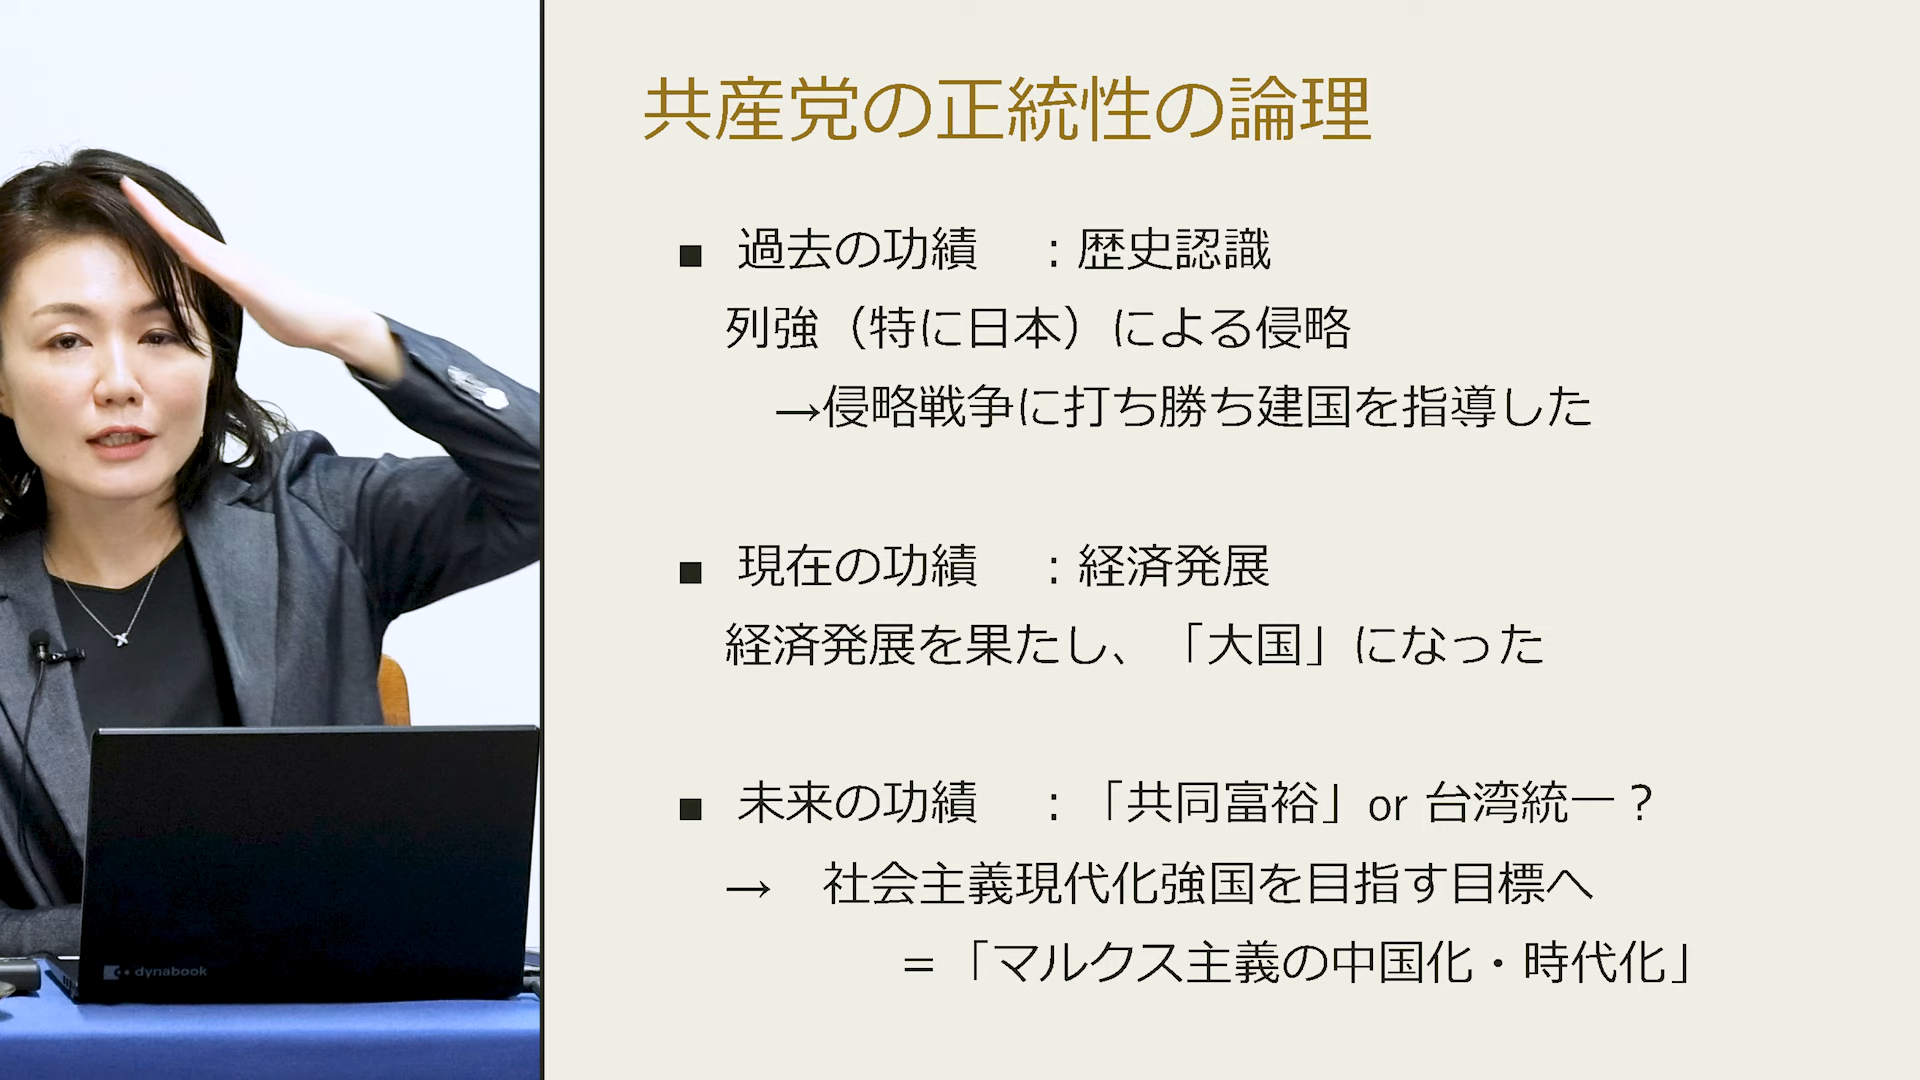 共産党の正統性の論理
■ 過去の功績　：歴史認識
列強（特に日本）による侵略
→侵略戦争に打ち勝ち建国を指導した
■ 現在の功績　：経済発展
経済発展を果たし、「大国」になった
■ 未来の功績　：「共同富裕」or 台湾統一？
→　社会主義現代化強国を目指す目標へ
＝「マルクス主義の中国化・時代化」
dynabook